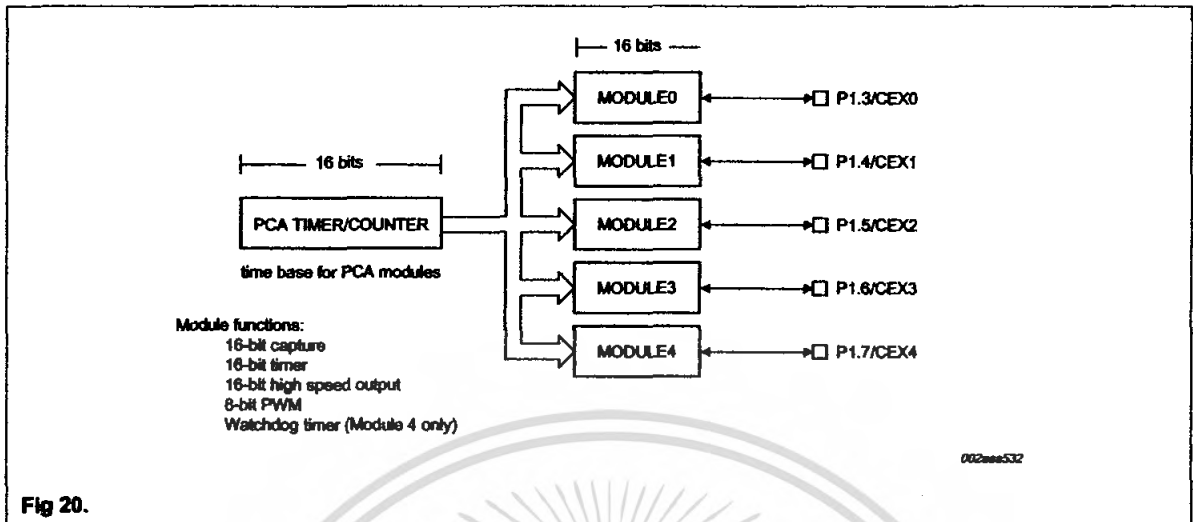 16 bits
MODULE0
P1.3/CEX0
16 bits
MODULE1
P1.4/CEX1
PCA TIMER/COUNTER
MODULE2
P1.5/CEX2
time base for PCA modules
MODULE3
P1.6/CEX3
Module functions:
16-bit capture
16-bit timer
16-bit high speed output
8-bit PWM
Watchdog timer (Module 4 only)
MODULE4
P1.7/CEX4
002aaa532
Fig 20.